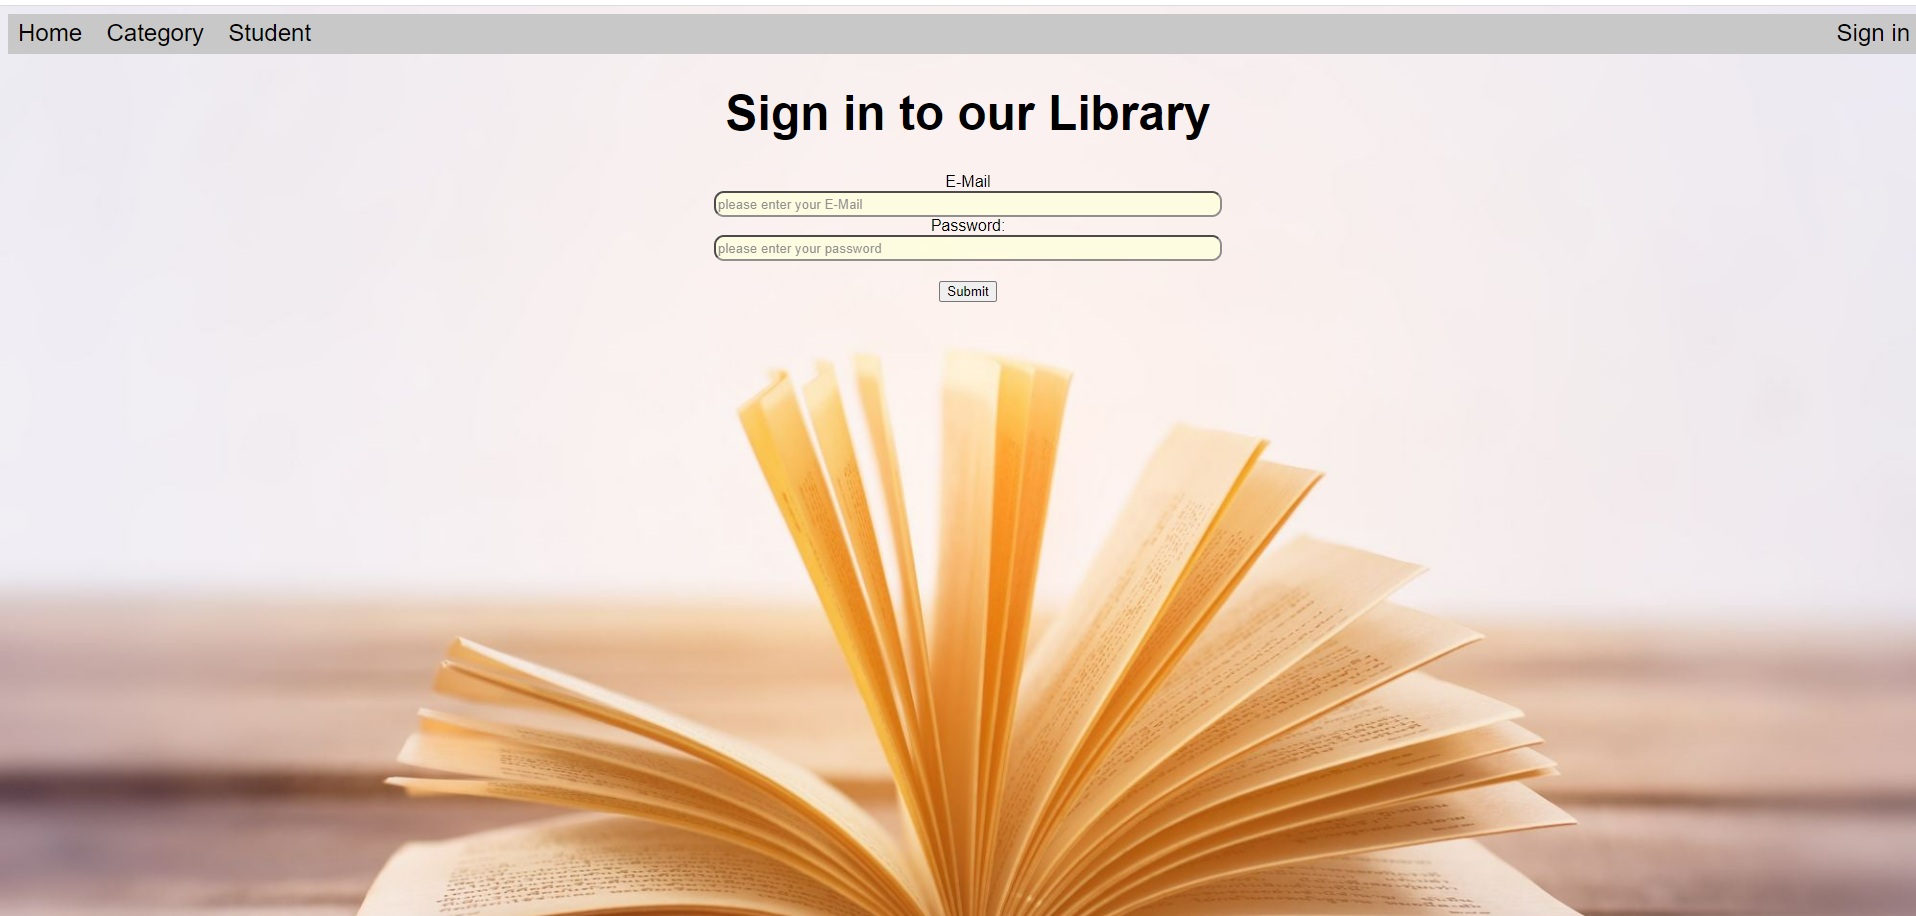 Home Category Student Sign in
Sign in to our Library
E-Mail
please enter your E-Mail
Password:
please enter your password
Submit